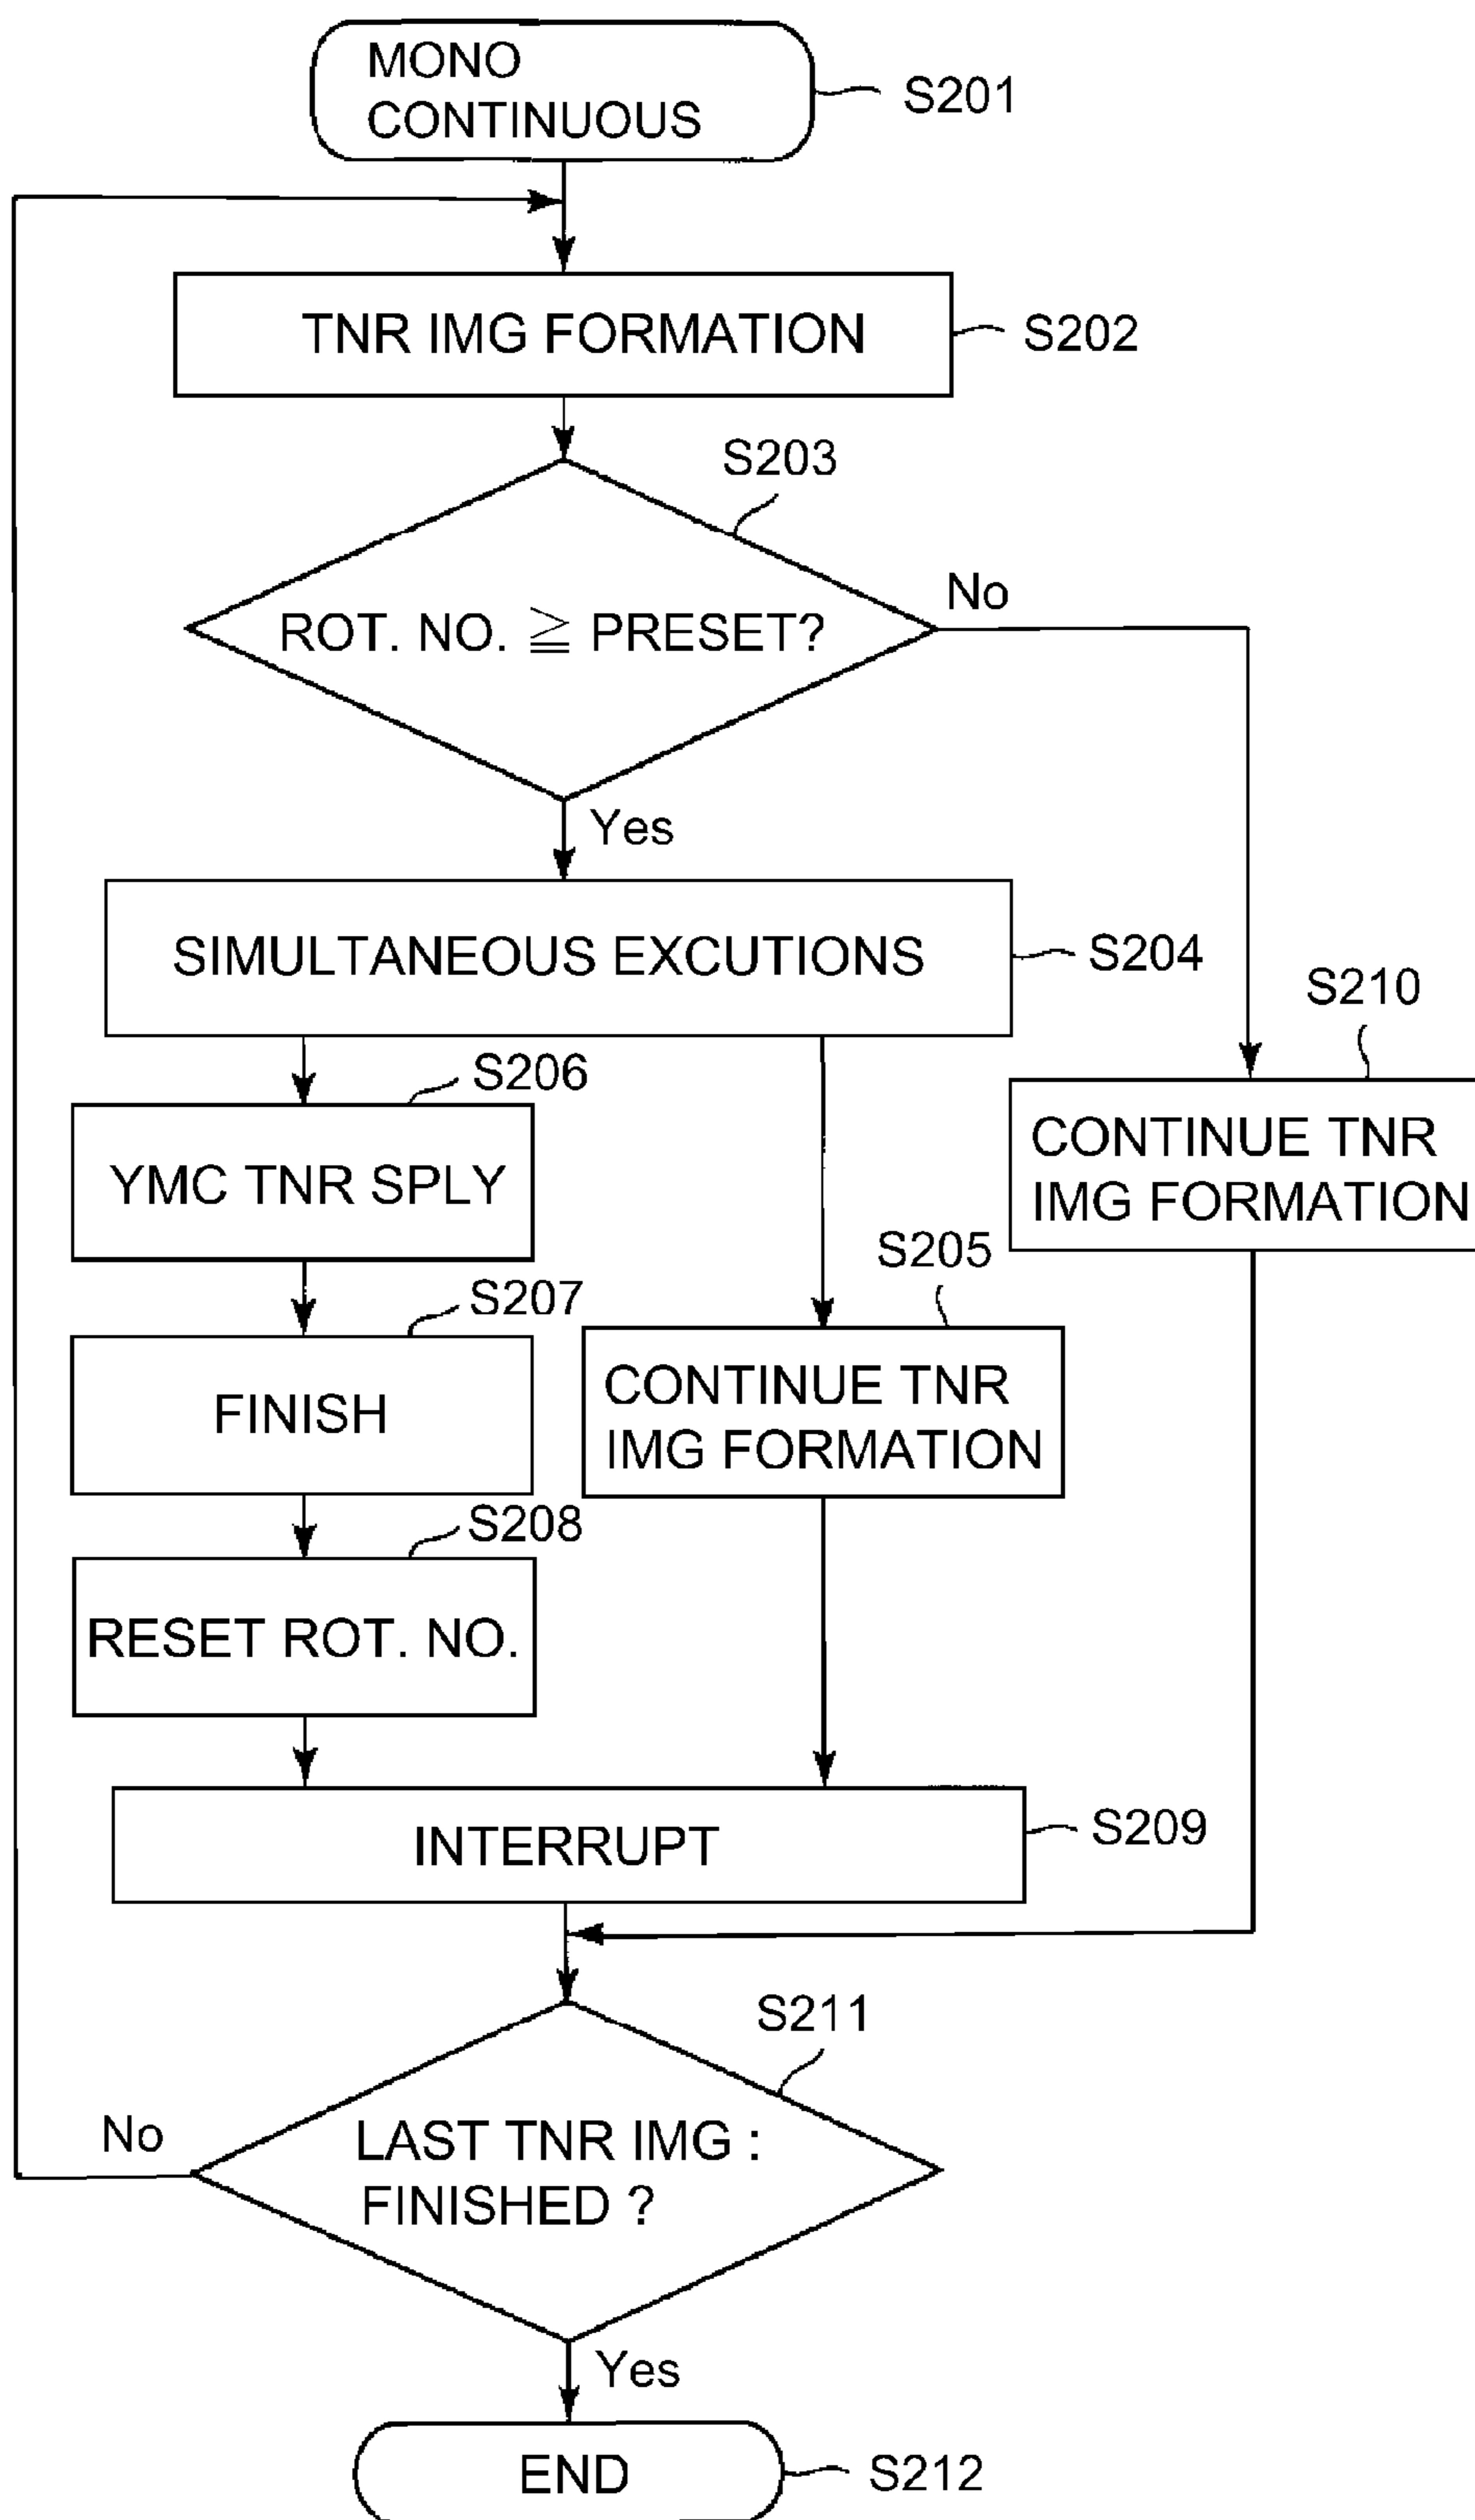 MONO
CONTINUOUS
S201
TNR IMG FORMATION
S202
S203
ROT. NO. ≧ PRESET?
No
Yes
SIMULTANEOUS EXCUTIONS
S204
S210
S206
CONTINUE TNR
IMG FORMATION
YMC TNR SPLY
S205
S207
CONTINUE TNR
IMG FORMATION
FINISH
S208
RESET ROT. NO.
INTERRUPT
S209
S211
No
LAST TNR IMG :
FINISHED ?
Yes
END
S212